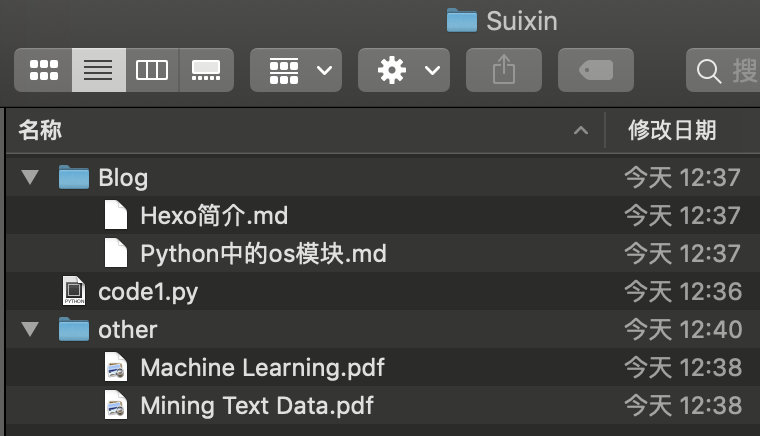 Suixin
搜
名称 修改日期
Blog 今天 12:37
Hexo简介.md 今天 12:37
Python中的os模块.md 今天 12:37
PYTHON code1.py 今天 12:36
other 今天 12:40
Machine Learning.pdf 今天 12:38
Mining Text Data.pdf 今天 12:38